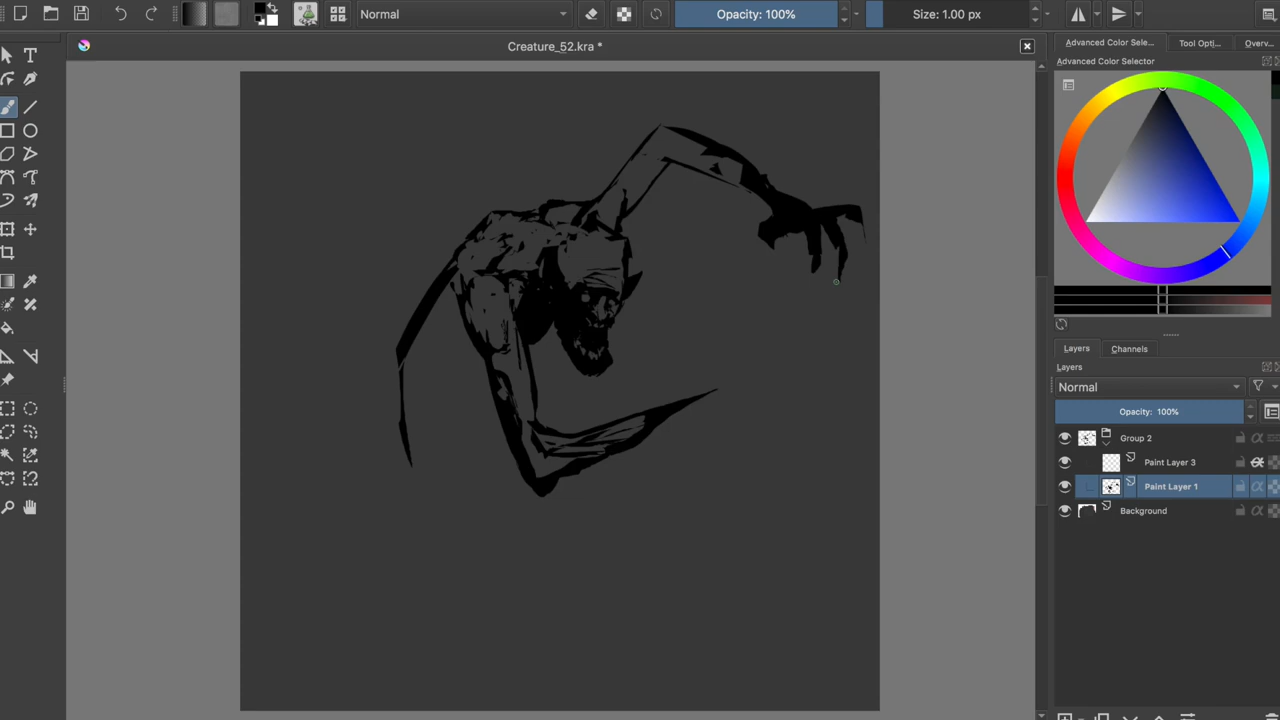 Normal
Opacity: 100%
Size: 1.00 px
Creature_52.kra *
Advanced Color Sele...
Tool Opti...
Overv...
Advanced Color Selector
Layers
Channels
Layers
Normal
Opacity: 100%
Group 2
Paint Layer 3
Paint Layer 1
Background